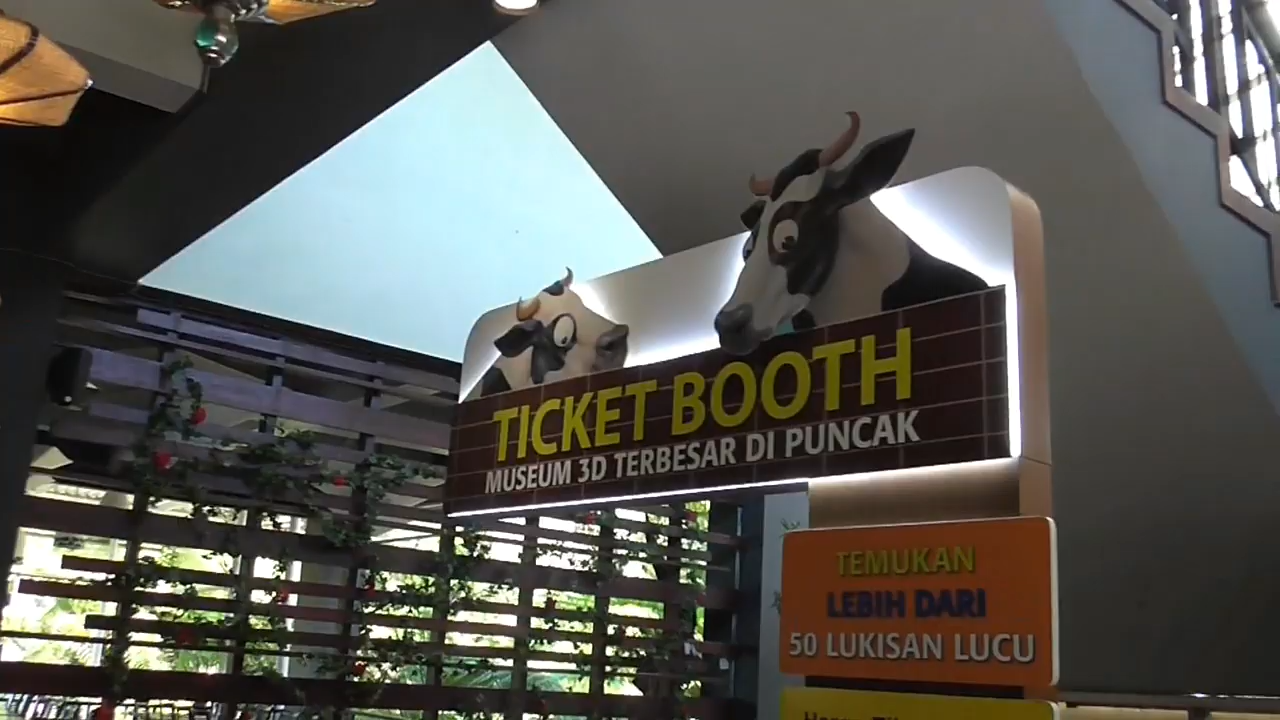 TICKET BOOTH
MUSEUM 3D TERBESAR DI PUNCAK
TEMUKAN
LEBIH DARI
50 LUKISAN LUCU